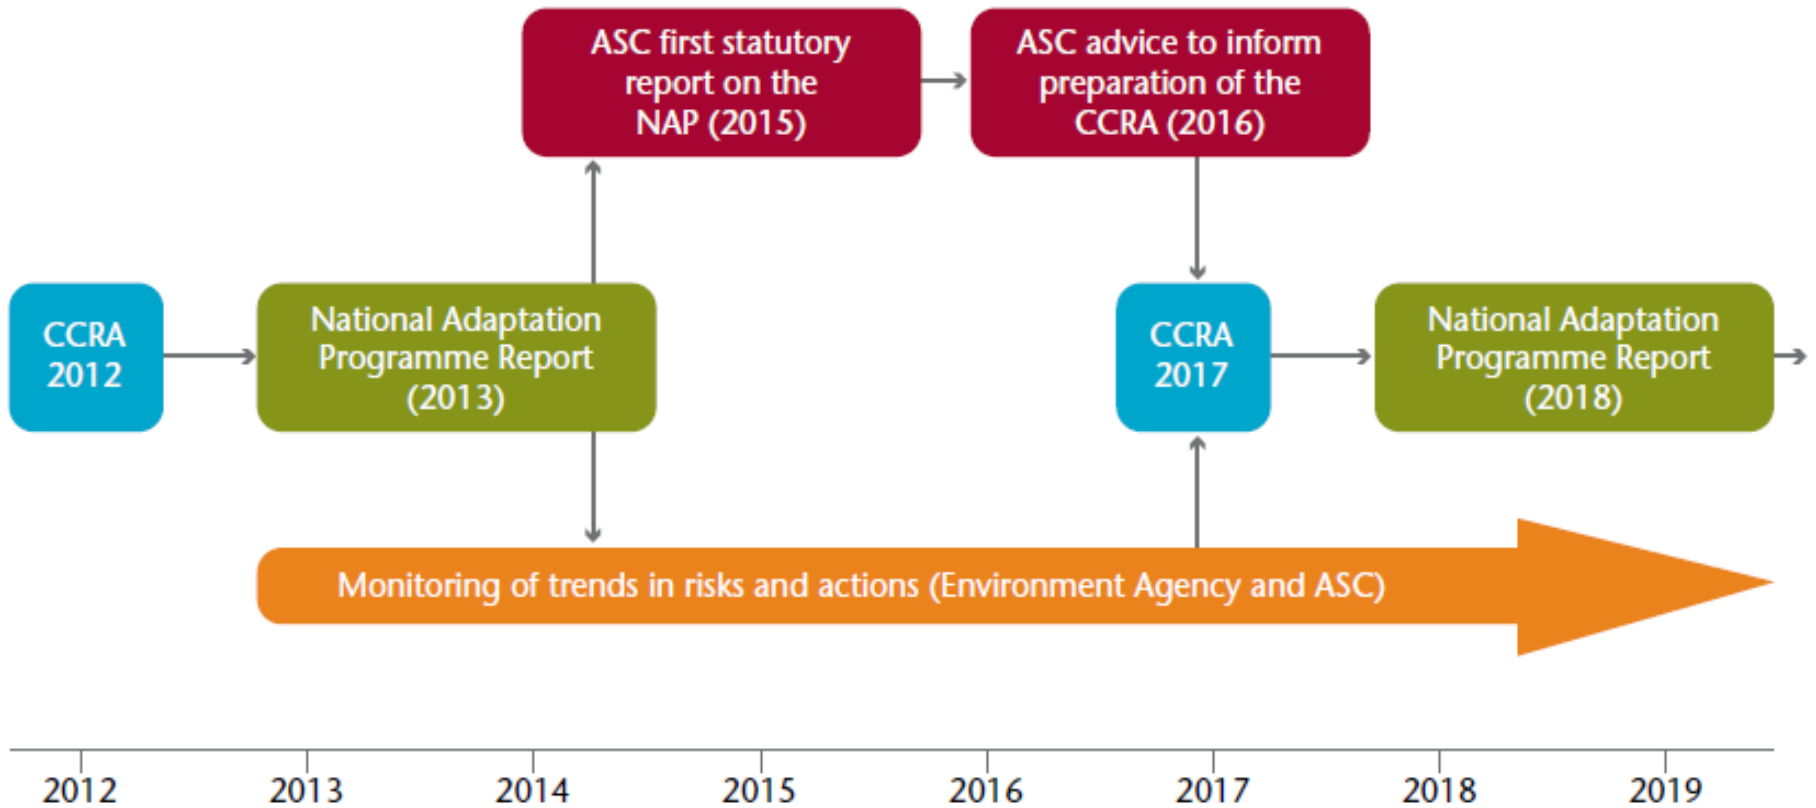 ASC first statutory
report on the
NAP (2015)
ASC advice to inform
preparation of the
CCRA (2016)
CCRA
2012
National Adaptation
Programme Report
(2013)
CCRA
2017
National Adaptation
Programme Report
(2018)
Monitoring of trends in risks and actions (Environment Agency and ASC)
2012
2013
2014
2015
2016
2017
2018
2019